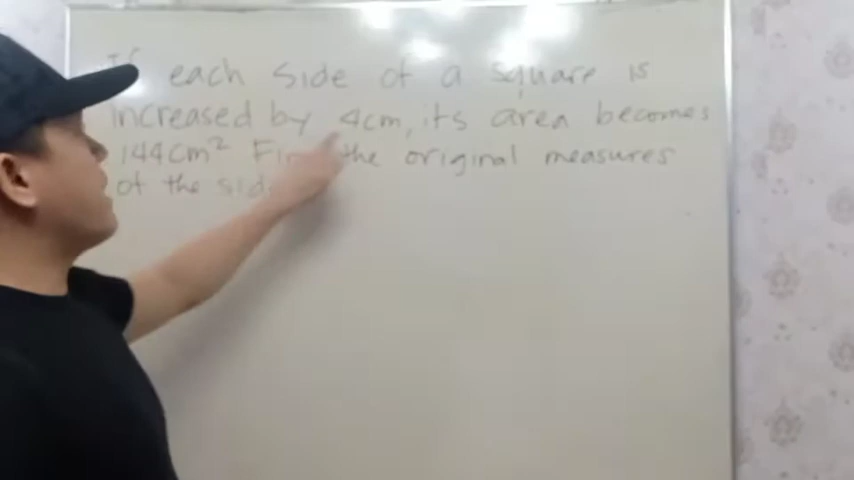 If each side of a square is
increased by 4cm, its area becomes
144cm² Find the original measures
of the side